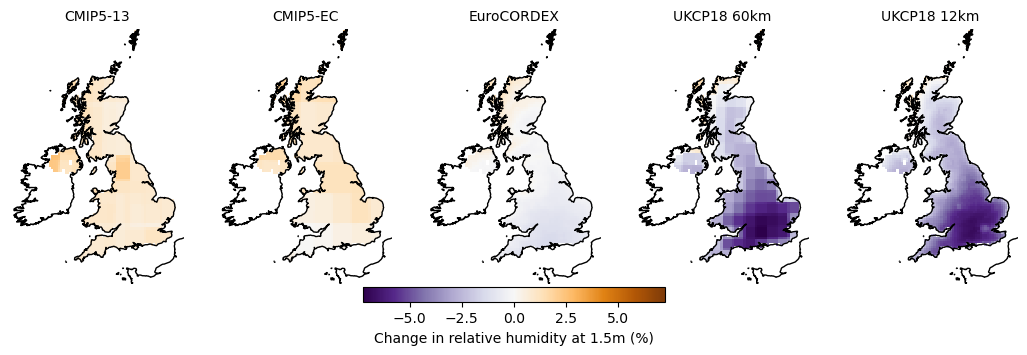 CMIP5-13 CMIP5-EC EuroCORDEX UKCP18 60km UKCP18 12km
−5.0 −2.5 0.0 2.5 5.0
Change in relative humidity at 1.5m (%)